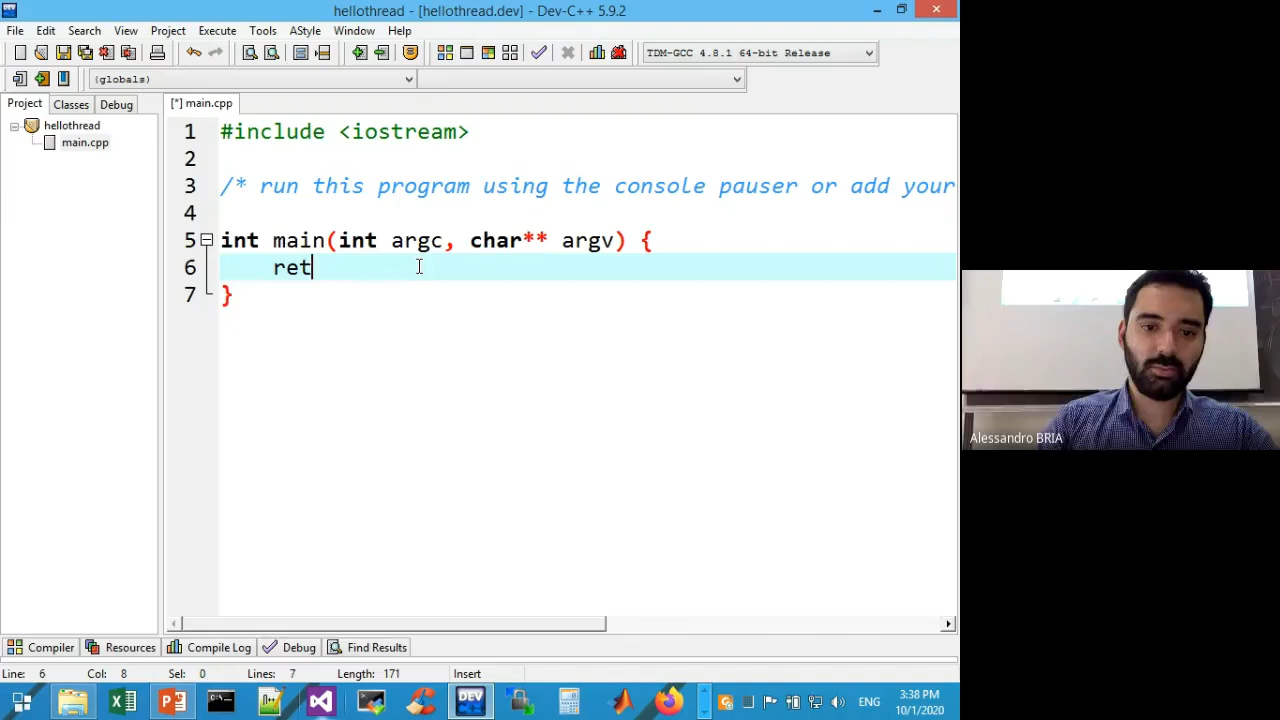 hellothread - [hellothread.dev] - Dev-C++ 5.9.2
File Edit Search View Project Execute Tools AStyle Window Help
TDM-GCC 4.8.1 64-bit Release
(globals)
Project Classes Debug
[*] main.cpp
hellothread
main.cpp
1 #include <iostream>
2
3 /* run this program using the console pauser or add your
4
5 int main(int argc, char** argv) {
6 ret
7 }
Alessandro BRIA
Compiler Resources Compile Log Debug Find Results
Line: 6 Col: 8 Sel: 0 Lines: 7 Length: 171 Insert
DEV
ENG
3:38 PM
10/1/2020